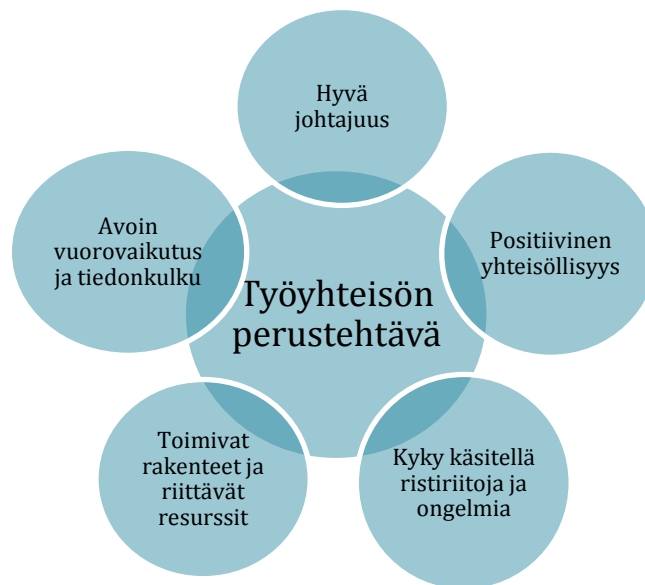 Hyvä
johtajuus
Avoin
vuorovaikutus
ja tiedonkulku
Positiivinen
yhteisöllisyys
Työyhteisön
perustehtävä
Toimivat
rakenteet ja
riittävät
resurssit
Kyky käsitellä
ristiriitoja ja
ongelmia